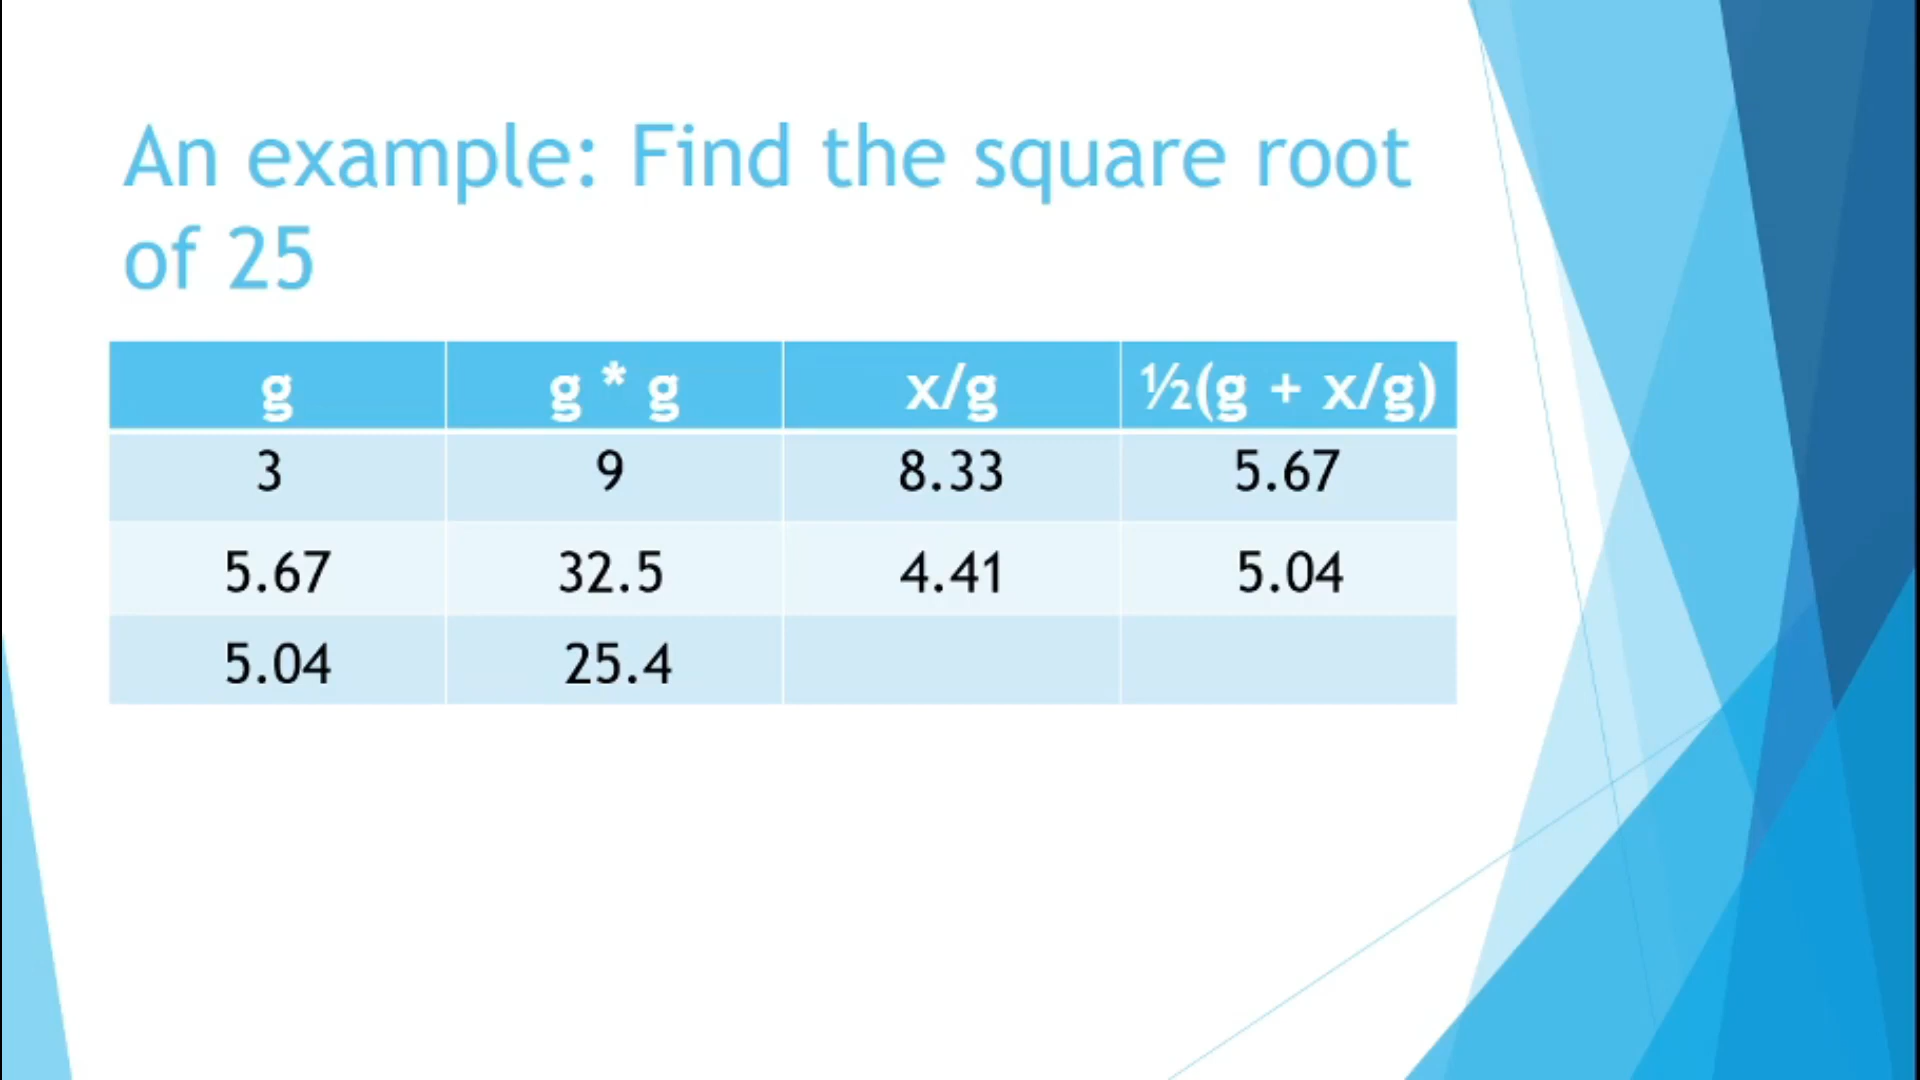 An example: Find the square root
of 25
g g * g x/g ½(g + x/g)
3 9 8.33 5.67
5.67 32.5 4.41 5.04
5.04 25.4